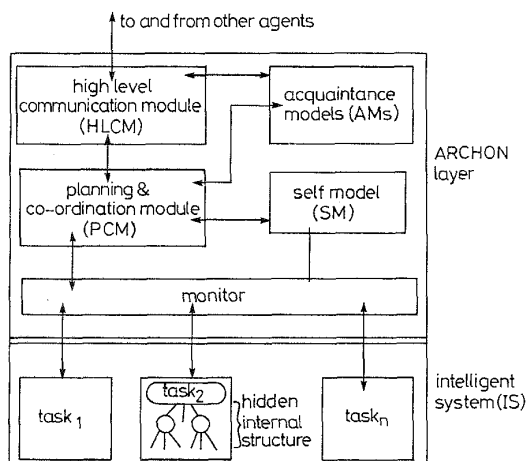 to and from other agents
high level
communication module
(HLCM)
acquaintance
models (AMs)
ARCHON
layer
planning &
co-ordination module
(PCM)
self model
(SM)
monitor
task1
task2
hidden
internal
structure
taskn
intelligent
system (IS)